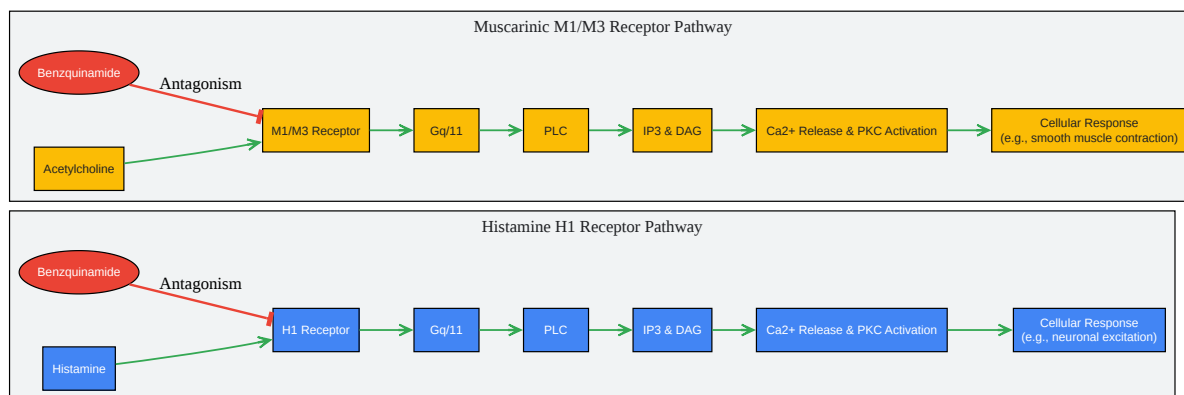 Muscarinic M1/M3 Receptor Pathway
Benzquinamide
Antagonism
M1/M3 Receptor
Gq/11
PLC
IP3 & DAG
Ca2+ Release & PKC Activation
Cellular Response
(e.g., smooth muscle contraction)
Acetylcholine
Histamine H1 Receptor Pathway
Benzquinamide
Antagonism
H1 Receptor
Gq/11
PLC
IP3 & DAG
Ca2+ Release & PKC Activation
Cellular Response
(e.g., neuronal excitation)
Histamine